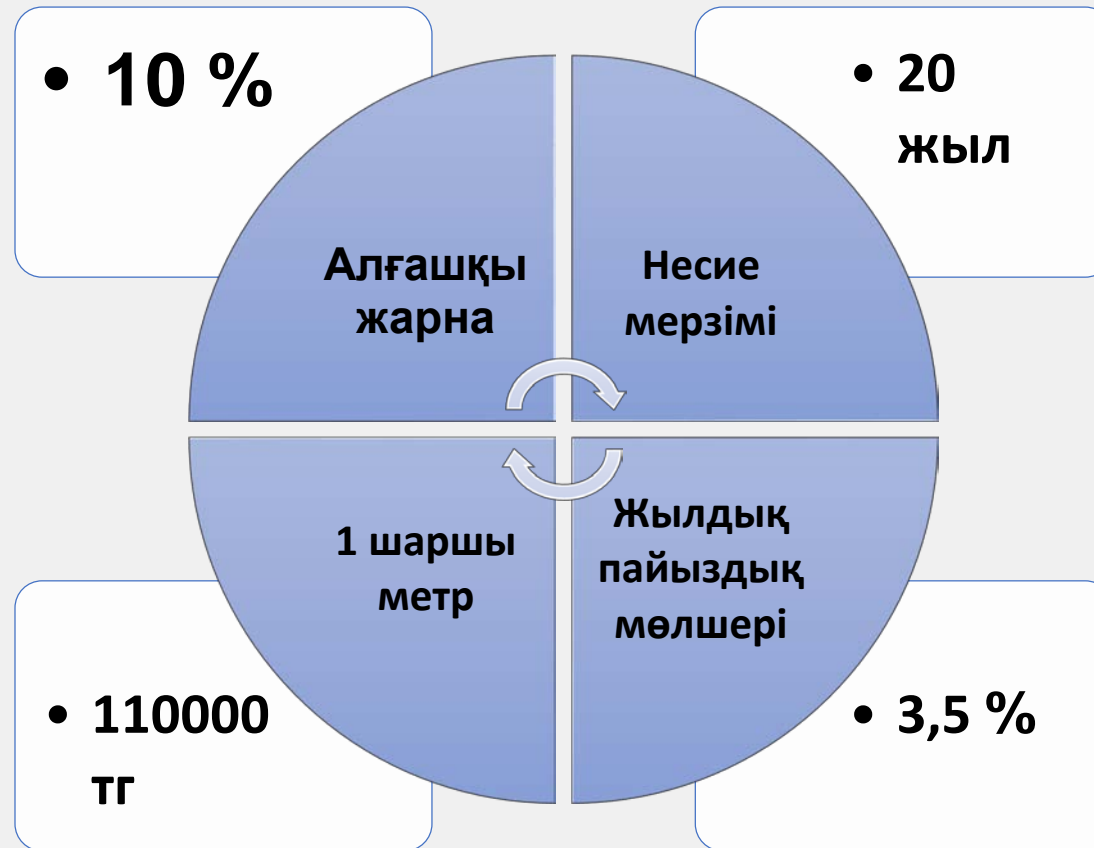 • 10 %
• 20
жыл
Алғашқы
жарна
Несие
мерзімі
1 шаршы
метр
Жылдық
пайыздық
мөлшері
• 110000
тг
• 3,5 %